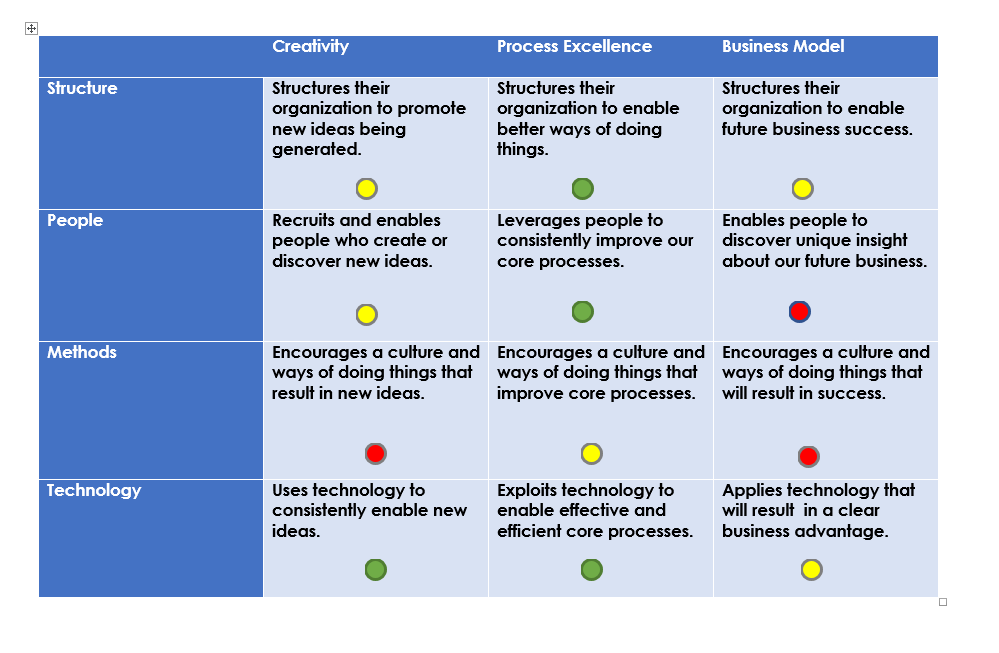 Creativity
Process Excellence
Business Model
Structure
Structures their
organization to promote
new ideas being
generated.
Structures their
organization to enable
better ways of doing
things.
Structures their
organization to enable
future business success.
People
Recruits and enables
people who create or
discover new ideas.
Leverages people to
consistently improve our
core processes.
Enables people to
discover unique insight
about our future business.
Methods
Encourages a culture and
ways of doing things that
result in new ideas.
Encourages a culture and
ways of doing things that
improve core processes.
Encourages a culture and
ways of doing things that
will result in success.
Technology
Uses technology to
consistently enable new
ideas.
Exploits technology to
enable effective and
efficient core processes.
Applies technology that
will result  in a clear
business advantage.